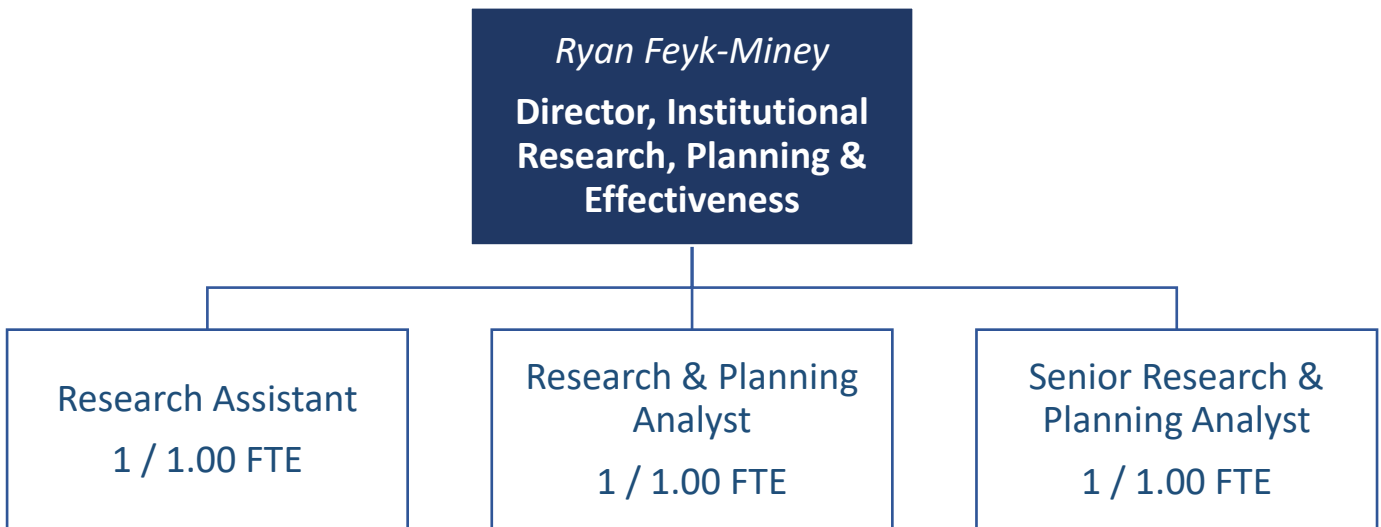 Ryan Feyk-Miney
Director, Institutional
Research, Planning &
Effectiveness
Research Assistant
1 / 1.00 FTE
Research & Planning
Analyst
1 / 1.00 FTE
Senior Research &
Planning Analyst
1 / 1.00 FTE